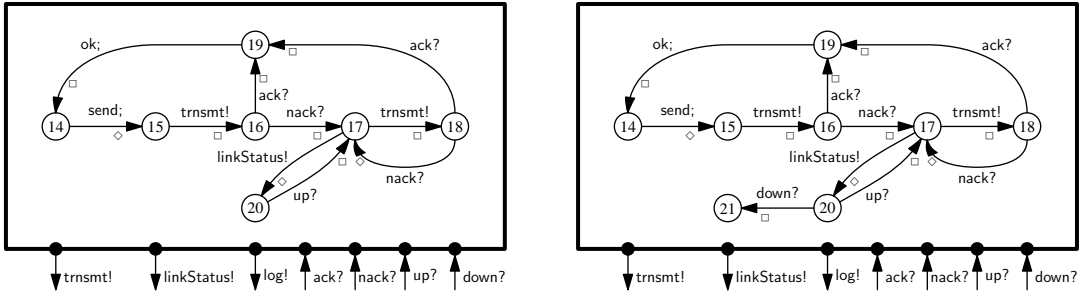 ok; 19 ack?
send; trnsmt! ack? nack? trnsmt!
14 15 16 17 18
linkStatus! nack?
20 up?
trnsmt! linkStatus! log! ack? nack? up? down?
ok; 19 ack?
send; trnsmt! ack? nack? trnsmt!
14 15 16 17 18
linkStatus! nack?
21 down? 20 up?
trnsmt! linkStatus! log! ack? nack? up? down?